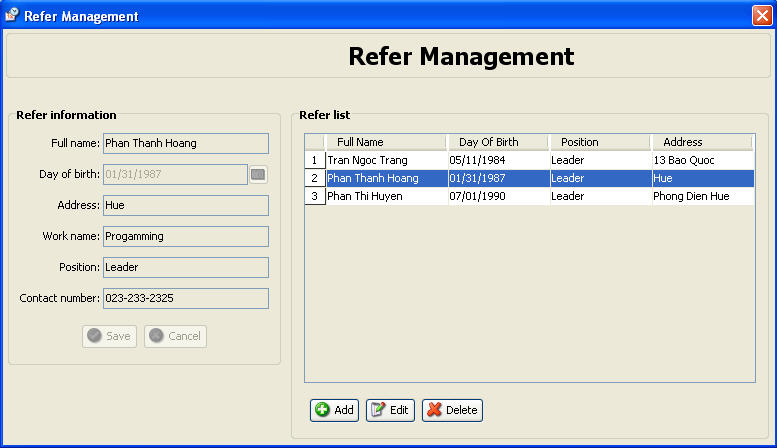 Refer Management
Refer Management
Refer information
Full name: Phan Thanh Hoang
Day of birth: 01/31/1987
Address: Hue
Work name: Progamming
Position: Leader
Contact number: 023-233-2325
Save Cancel
Refer list
Full Name Day Of Birth Position Address
1 Tran Ngoc Trang 05/11/1984 Leader 13 Bao Quoc
2 Phan Thanh Hoang 01/31/1987 Leader Hue
3 Phan Thi Huyen 07/01/1990 Leader Phong Dien Hue
Add Edit Delete